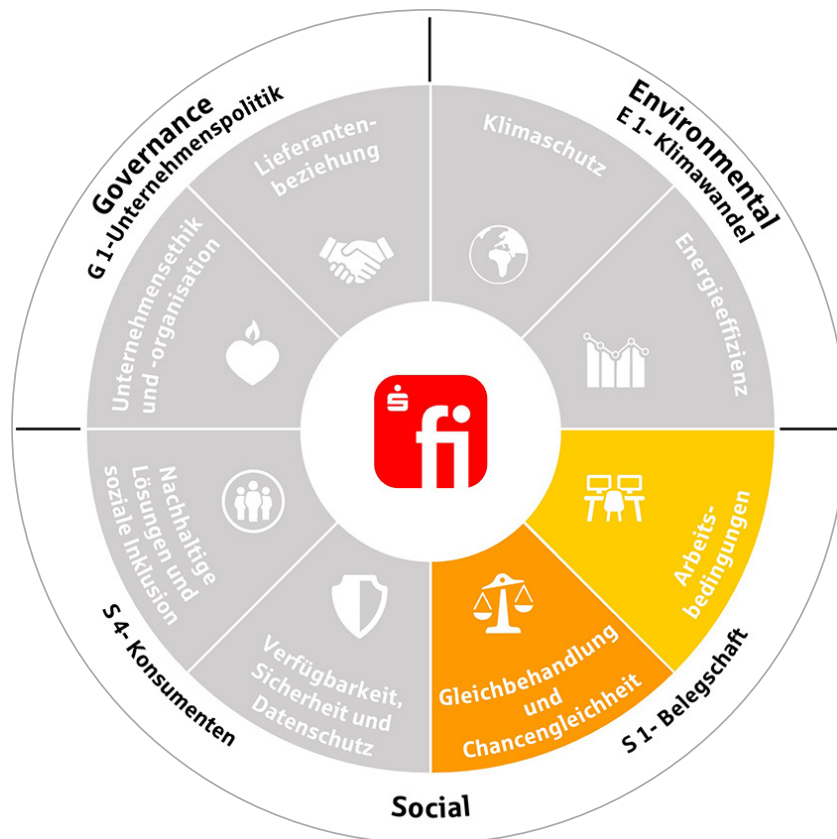 Governance
G 1-Unternehmenspolitik
Environmental
E 1- Klimawandel
Lieferanten-
beziehung
Klimaschutz
Unternehmensethik
und -organisation
Energieeffizienz
fi
Nachhaltige
Lösungen und
soziale Inklusion
Arbeits-
bedingungen
Verfügbarkeit,
Sicherheit und
Datenschutz
Gleichbehandlung
und
Chancengleichheit
S 4- Konsumenten
S 1- Belegschaft
Social